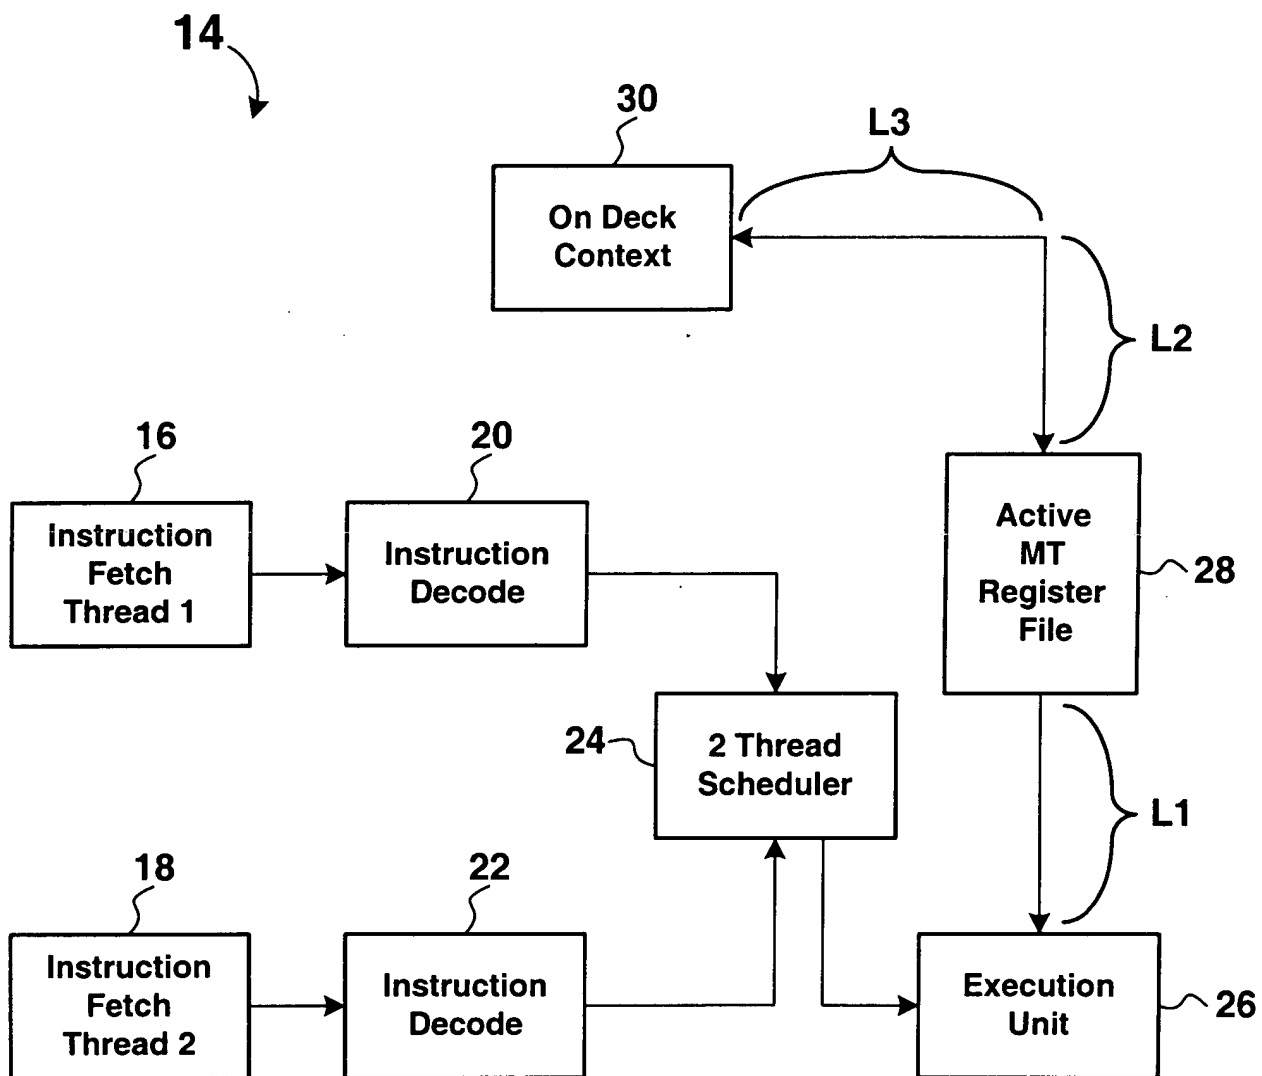 14
30
L3
On Deck
Context
L2
16
20
Instruction
Fetch
Thread 1
Instruction
Decode
Active
MT
Register
File
28
24
2 Thread
Scheduler
L1
18
22
Instruction
Fetch
Thread 2
Instruction
Decode
Execution
Unit
26